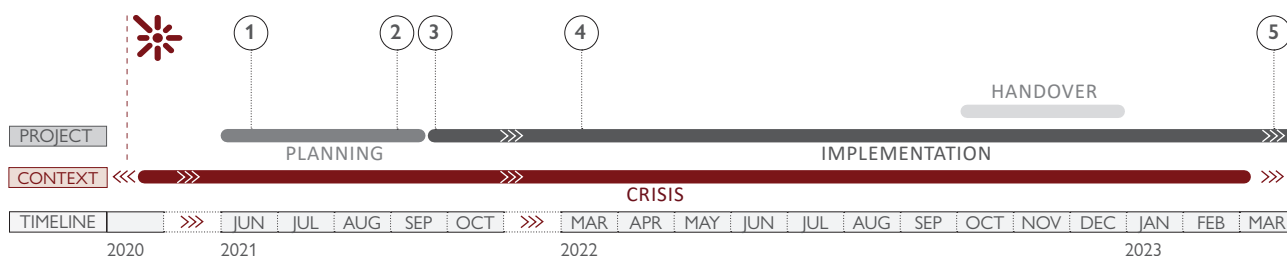 1 2 3 4 5
HANDOVER
PROJECT
PLANNING IMPLEMENTATION
CONTEXT
CRISIS
TIMELINE JUN JUL AUG SEP OCT MAR APR MAY JUN JUL AUG SEP OCT NOV DEC JAN FEB MAR
2020 2021 2022 2023